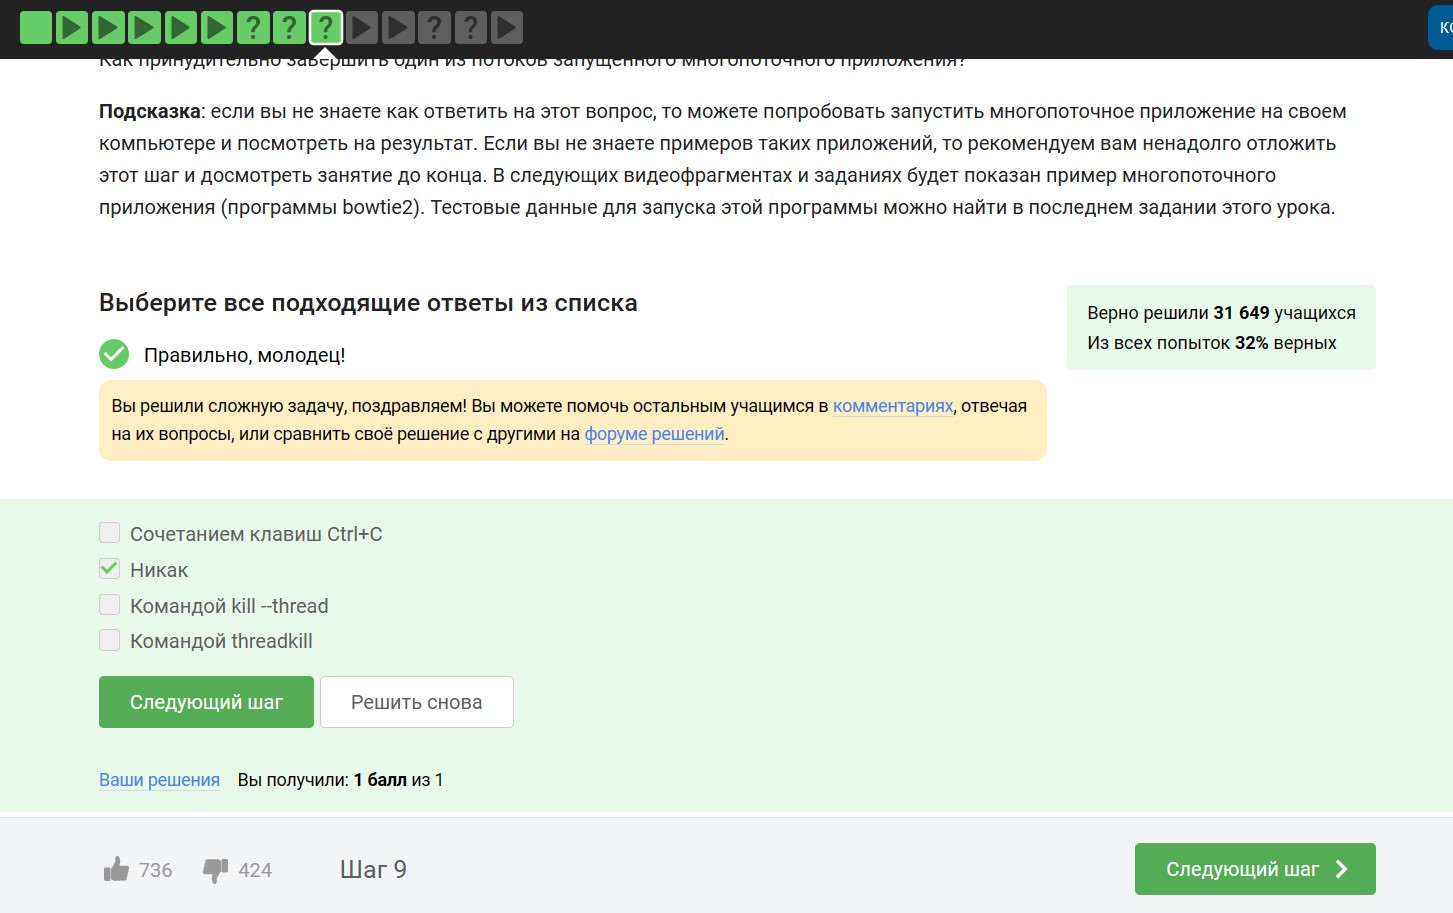 ? ? ? ? ?
Как принудительно завершить один из потоков запущенного многопоточного приложения?
Подсказка: если вы не знаете как ответить на этот вопрос, то можете попробовать запустить многопоточное приложение на своем
компьютере и посмотреть на результат. Если вы не знаете примеров таких приложений, то рекомендуем вам ненадолго отложить
этот шаг и досмотреть занятие до конца. В следующих видеофрагментах и заданиях будет показан пример многопоточного
приложения (программы bowtie2). Тестовые данные для запуска этой программы можно найти в последнем задании этого урока.
Выберите все подходящие ответы из списка
Верно решили 31 649 учащихся
Из всех попыток 32% верных
Правильно, молодец!
Вы решили сложную задачу, поздравляем! Вы можете помочь остальным учащимся в комментариях, отвечая
на их вопросы, или сравнить своё решение с другими на форуме решений.
Сочетанием клавиш Ctrl+C
Никак
Командой kill --thread
Командой threadkill
Следующий шаг
Решить снова
Ваши решения Вы получили: 1 балл из 1
736 424 Шаг 9
Следующий шаг